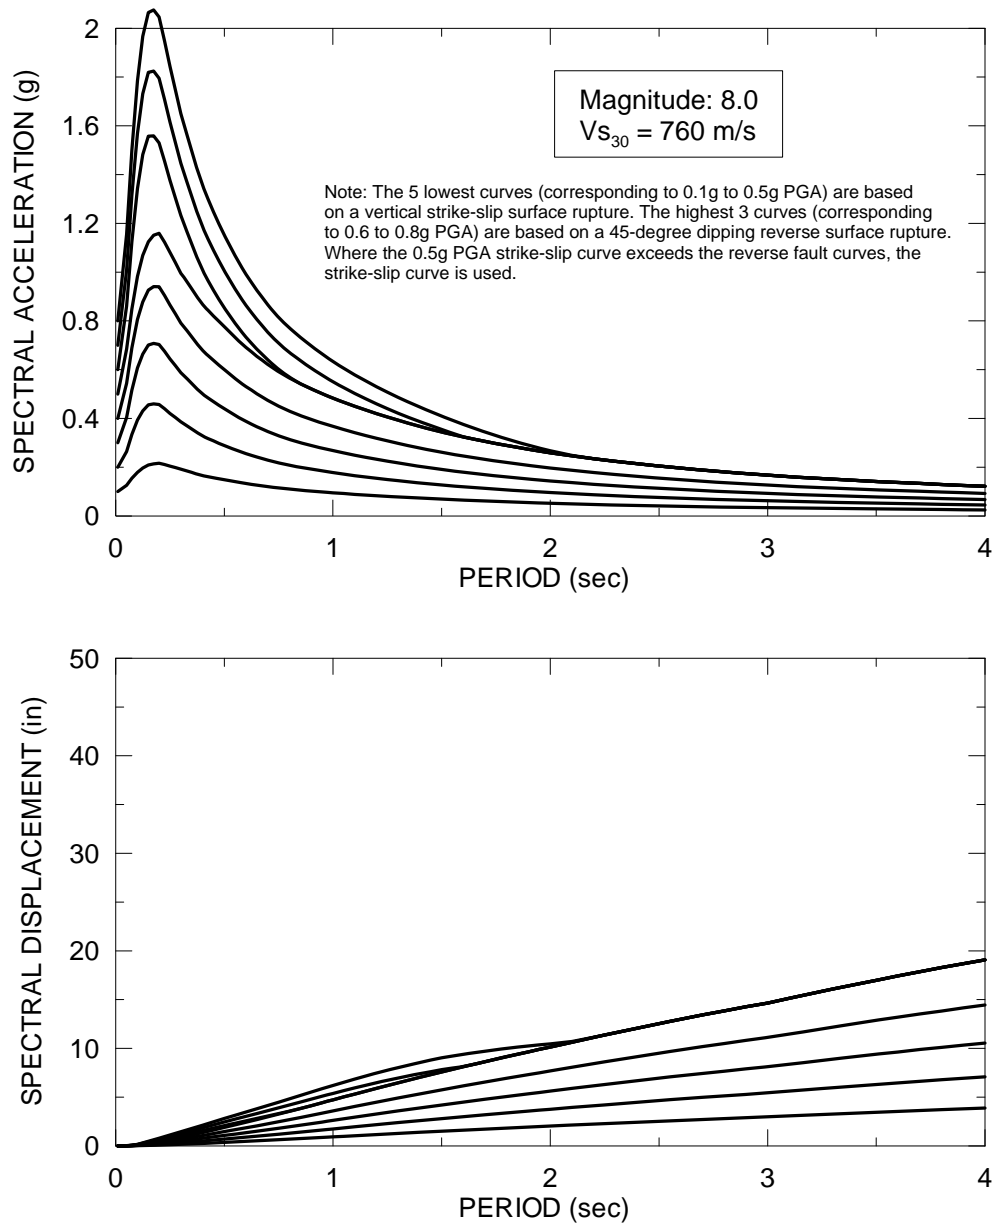 SPECTRAL ACCELERATION (g)
2
1.6
1.2
0.8
0.4
0
Magnitude: 8.0
Vs30 = 760 m/s
Note: The 5 lowest curves (corresponding to 0.1g to 0.5g PGA) are based
on a vertical strike-slip surface rupture. The highest 3 curves (corresponding
to 0.6 to 0.8g PGA) are based on a 45-degree dipping reverse surface rupture.
Where the 0.5g PGA strike-slip curve exceeds the reverse fault curves, the
strike-slip curve is used.
0 1 2 3 4
PERIOD (sec)
SPECTRAL DISPLACEMENT (in)
50
40
30
20
10
0
0 1 2 3 4
PERIOD (sec)